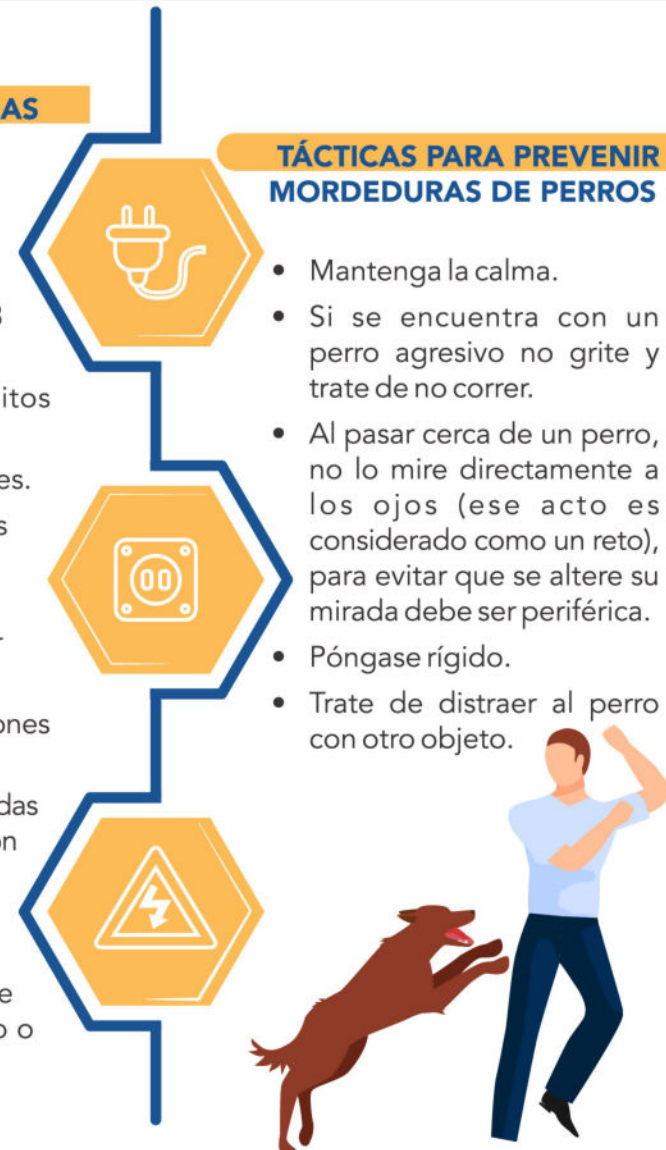 AS
3
itos
es.
s
r
ones
das
on
e
o o
TÁCTICAS PARA PREVENIR
MORDEDURAS DE PERROS
• Mantenga la calma.
• Si se encuentra con un
perro agresivo no grite y
trate de no correr.
• Al pasar cerca de un perro,
no lo mire directamente a
los ojos (ese acto es
considerado como un reto),
para evitar que se altere su
mirada debe ser periférica.
• Póngase rígido.
• Trate de distraer al perro
con otro objeto.